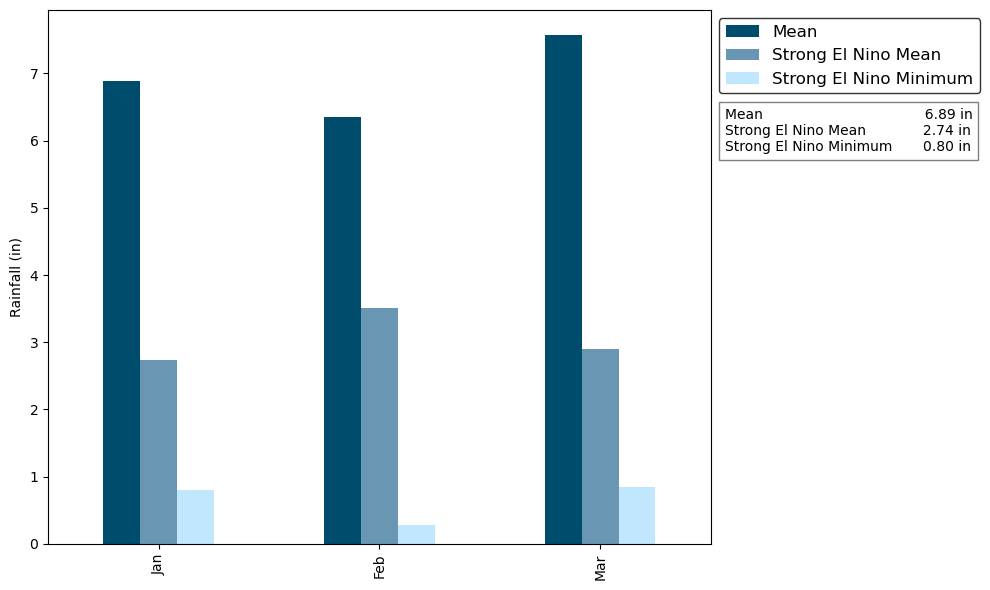 Mean
Strong El Nino Mean
Strong El Nino Minimum
Mean 6.89 in
Strong El Nino Mean 2.74 in
Strong El Nino Minimum 0.80 in
Rainfall (in)
7
6
5
4
3
2
1
0
Jan
Feb
Mar